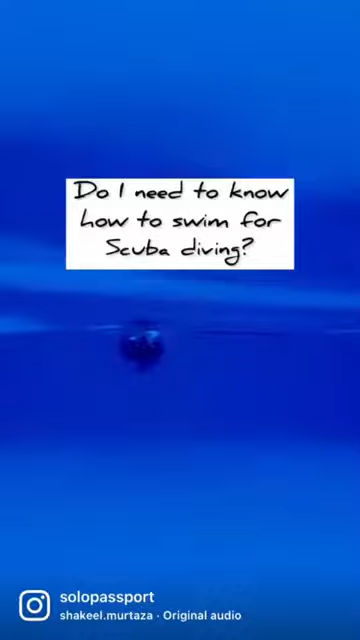 Do I need to know
how to swim for
Scuba diving?
solopassport
shakeel.murtaza · Original audio